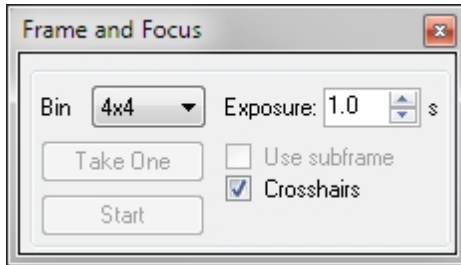 Frame and Focus
Bin 4x4 Exposure: 1.0 s
Take One Use subframe
Crosshairs
Start